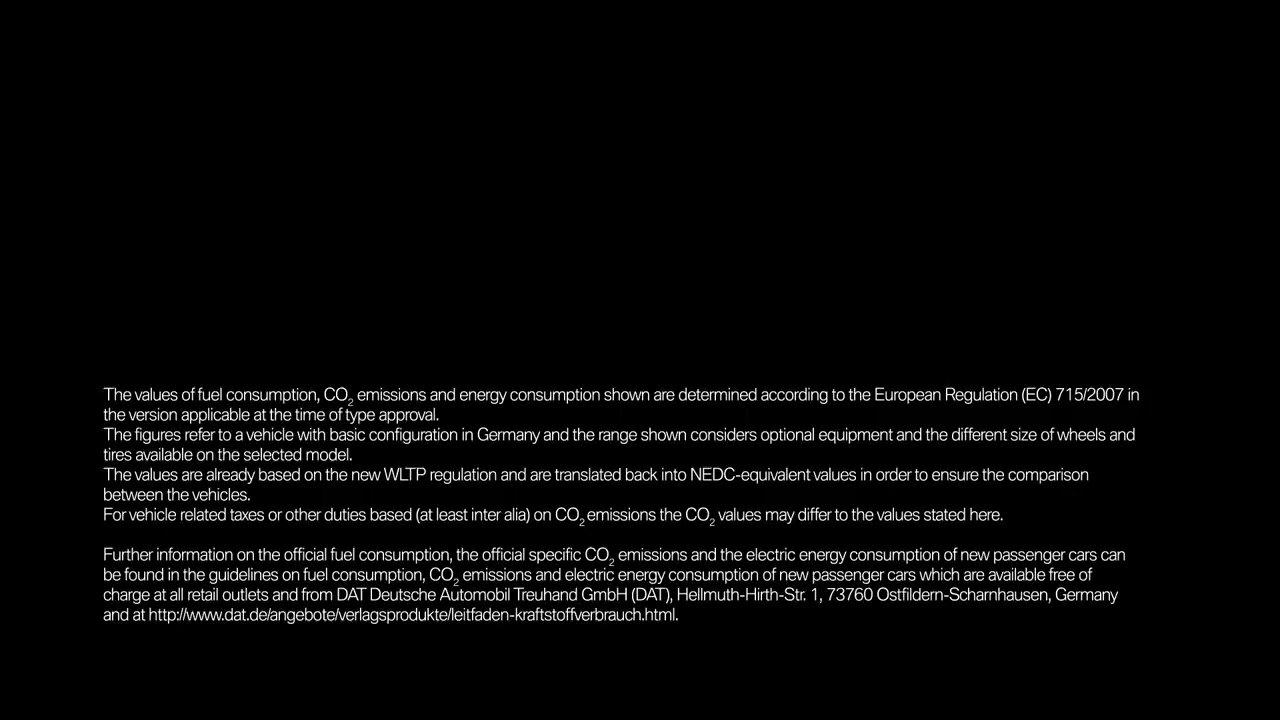 The values of fuel consumption, CO₂ emissions and energy consumption shown are determined according to the European Regulation (EC) 715/2007 in
the version applicable at the time of type approval.
The figures refer to a vehicle with basic configuration in Germany and the range shown considers optional equipment and the different size of wheels and
tires available on the selected model.
The values are already based on the new WLTP regulation and are translated back into NEDC-equivalent values in order to ensure the comparison
between the vehicles.
For vehicle related taxes or other duties based (at least inter alia) on CO₂ emissions the CO₂ values may differ to the values stated here.
Further information on the official fuel consumption, the official specific CO₂ emissions and the electric energy consumption of new passenger cars can
be found in the guidelines on fuel consumption, CO₂ emissions and electric energy consumption of new passenger cars which are available free of
charge at all retail outlets and from DAT Deutsche Automobil Treuhand GmbH (DAT), Hellmuth-Hirth-Str. 1, 73760 Ostfildern-Scharnhausen, Germany
and at http://www.dat.de/angebote/verlagsprodukte/leitfaden-kraftstoffverbrauch.html.